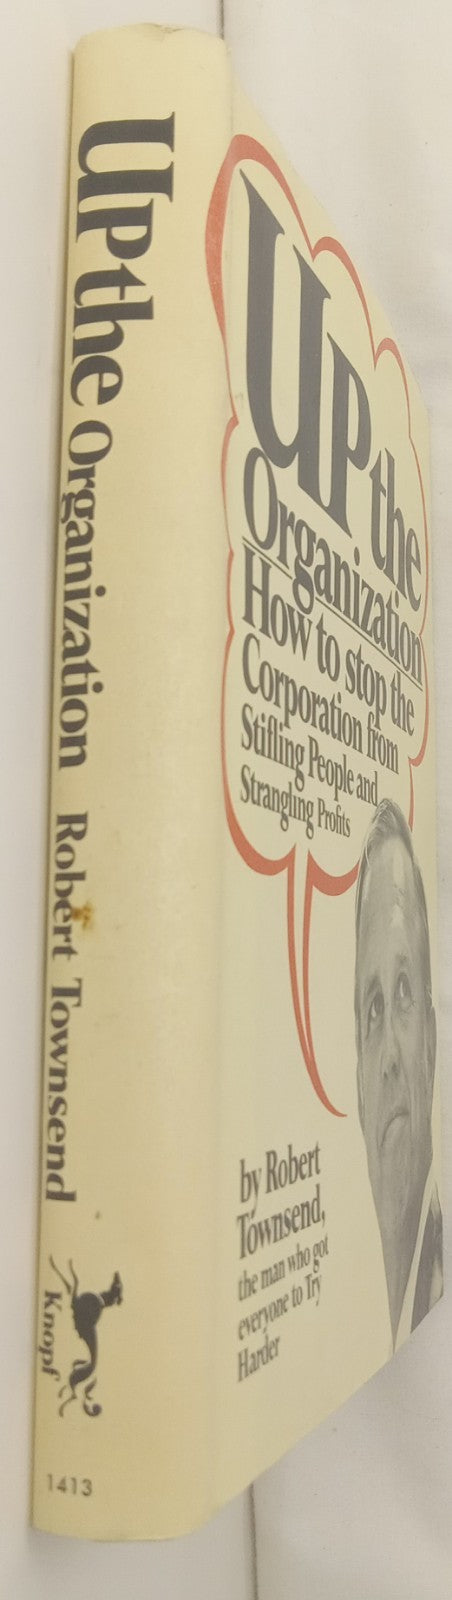 UP the Organization Robert Townsend
Knopf
1413
UP the
Organization
How to stop the
Corporation from
Stifling People and
Strangling Profits
by Robert
Townsend,
the man who got
everyone to Try
Harder